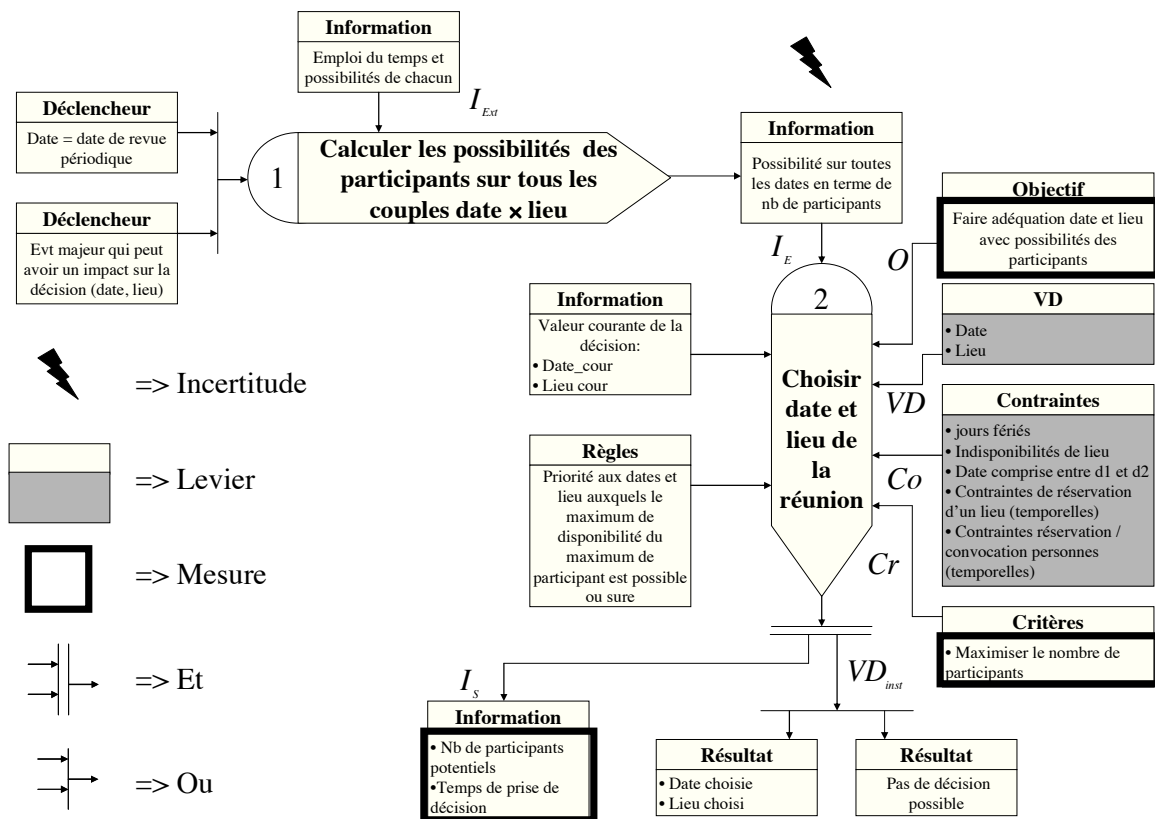 Information
Emploi du temps et
possibilités de chacun
I Ext
Déclencheur
Date = date de revue
périodique
Déclencheur
Evt majeur qui peut
avoir un impact sur la
décision (date, lieu)
1
Calculer les possibilités des
participants sur tous les
couples date × lieu
Information
Possibilité sur toutes
les dates en terme de
nb de participants
I E
Objectif
Faire adéquation date et lieu
avec possibilités des
participants
O
VD
• Date
• Lieu
VD
Information
Valeur courante de la
décision:
• Date_cour
• Lieu cour
2
Choisir
date et
lieu de
la
réunion
Contraintes
• jours fériés
• Indisponibilités de lieu
• Date comprise entre d1 et d2
• Contraintes de réservation
d'un lieu (temporelles)
• Contraintes réservation /
convocation personnes
(temporelles)
Co
Règles
Priorité aux dates et
lieu auxquels le
maximum de
disponibilité du
maximum de
participant est possible
ou sure
Cr
Critères
• Maximiser le nombre de
participants
I S
VD inst
Information
• Nb de participants
potentiels
•Temps de prise de
décision
Résultat
• Date choisie
• Lieu choisi
Résultat
Pas de décision
possible
=> Incertitude
=> Levier
=> Mesure
=> Et
=> Ou